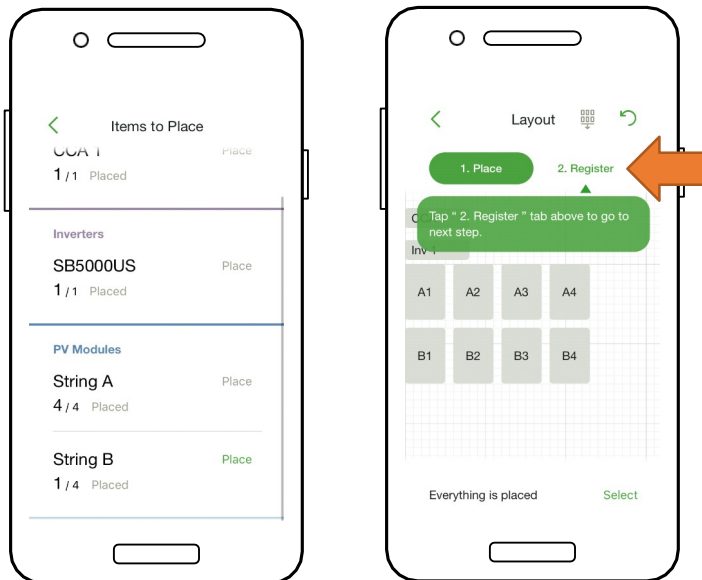 Items to Place
CCA 1 Place
1 / 1 Placed
Inverters
SB5000US Place
1 / 1 Placed
PV Modules
String A Place
4 / 4 Placed
String B Place
1 / 4 Placed
Layout
1. Place 2. Register
Tap “ 2. Register ” tab above to go to
next step.
Inv 1
A1 A2 A3 A4
B1 B2 B3 B4
Everything is placed Select